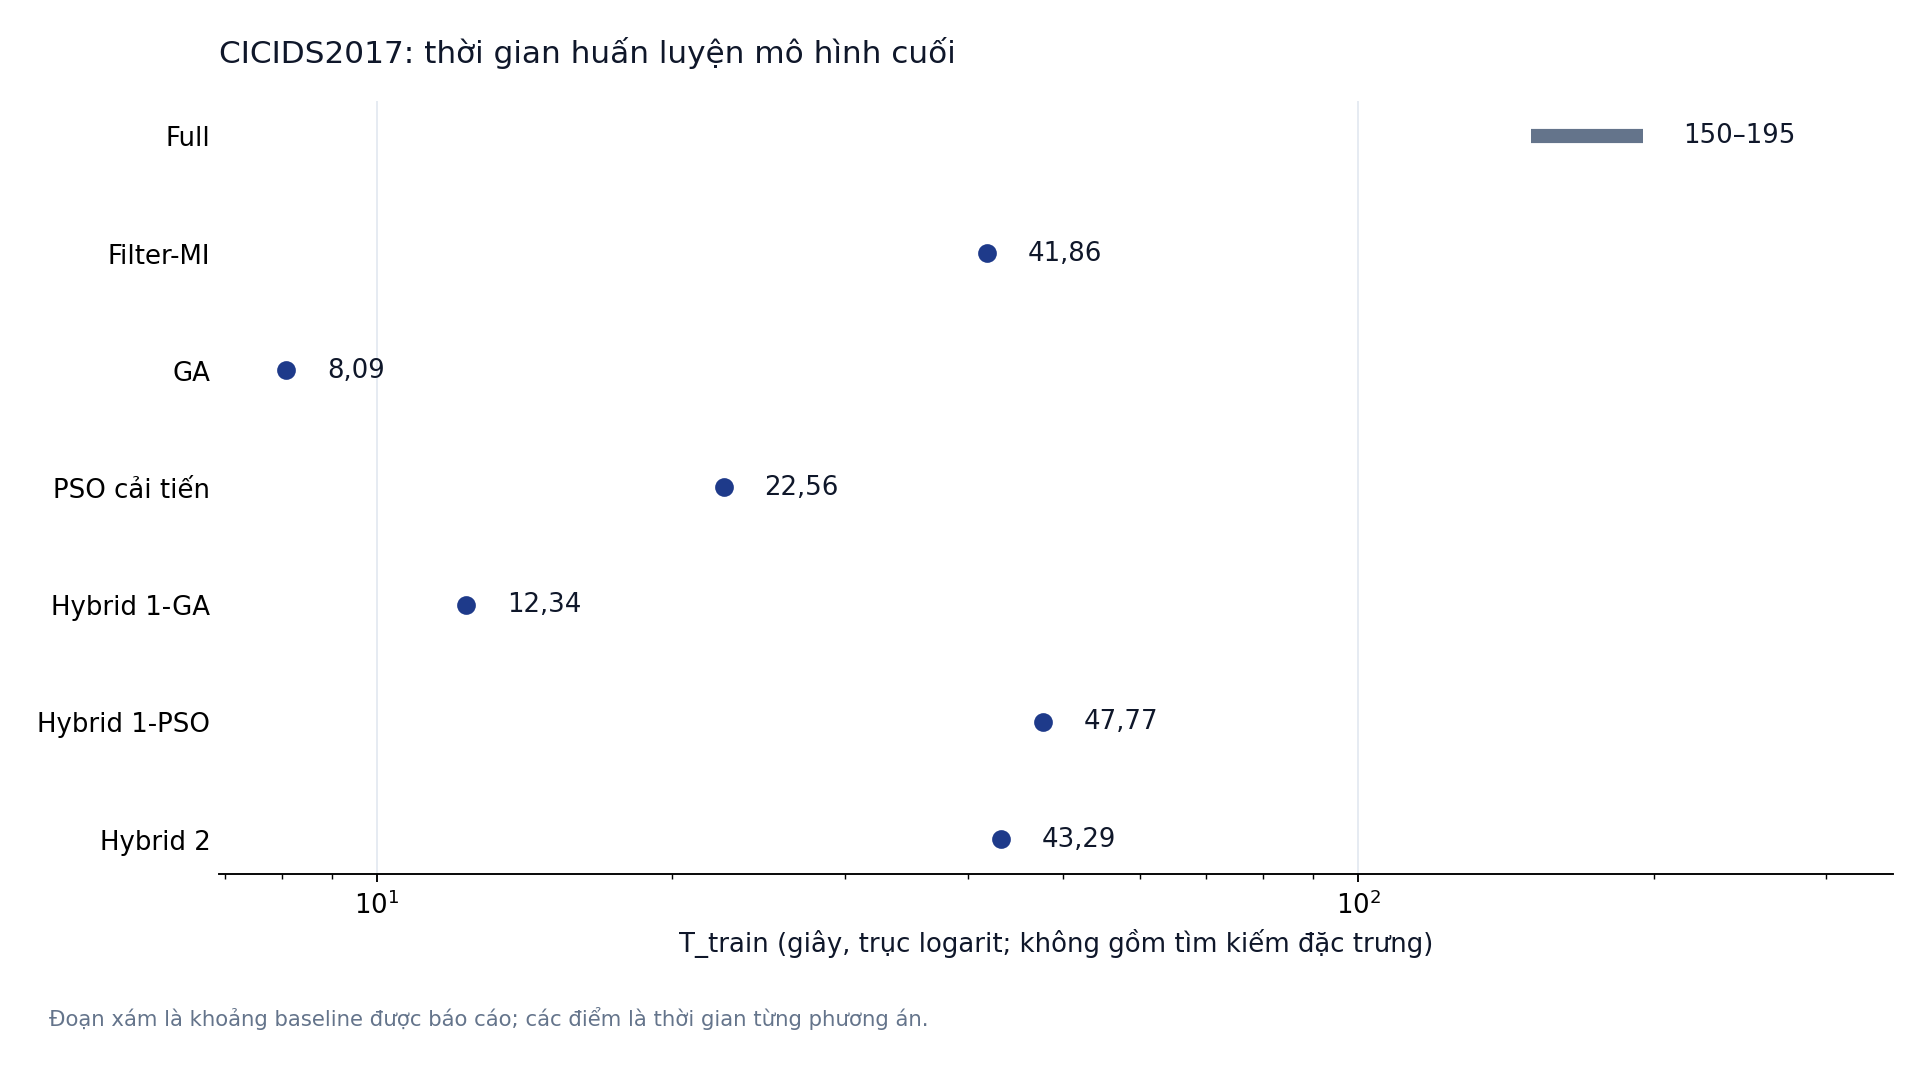 CICIDS2017: thời gian huấn luyện mô hình cuối
Full 150–195
Filter-MI 41,86
GA 8,09
PSO cải tiến 22,56
Hybrid 1-GA 12,34
Hybrid 1-PSO 47,77
Hybrid 2 43,29
10¹ 10²
T_train (giây, trục logarit; không gồm tìm kiếm đặc trưng)
Đoạn xám là khoảng baseline được báo cáo; các điểm là thời gian từng phương án.